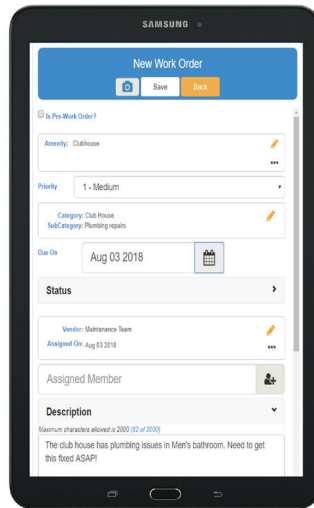 SAMSUNG
New Work Order
Save Back
Is Pre-Work Order?
Amenity: Clubhouse
Priority 1 - Medium
Category: Club House
SubCategory: Plumbing repairs
Due On Aug 03 2018
Status
Vendor: Maintenance Team
Assigned On: Aug 03 2018
Assigned Member
Description
Maximum characters allowed is 2000 (82 of 2000)
The club house has plumbing issues in Men's bathroom. Need to get
this fixed ASAP!